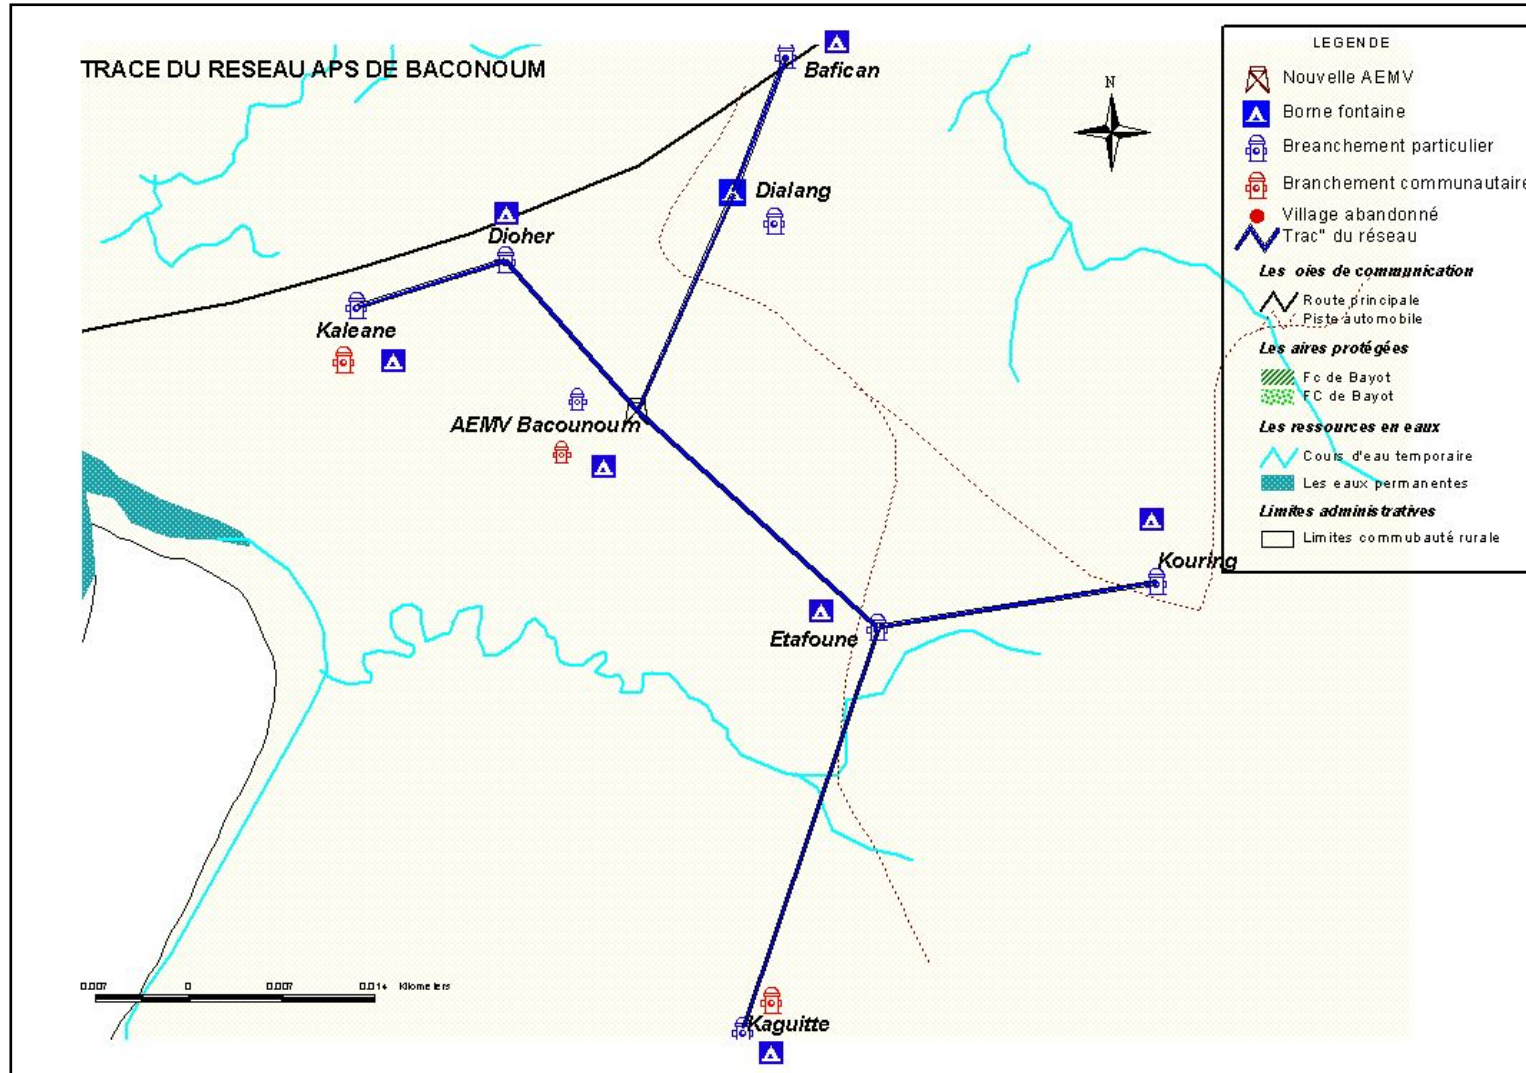 TRACE DU RESEAU APS DE BACONOUM
Bafican
Dialang
Dioher
Kaleane
AEMV Bacounoum
Kouring
Etafoune
Kaguitte
N
0.007 0 0.007 0.014 Kilometers
LEGENDE
Nouvelle AEMV
Borne fontaine
Breanchement particulier
Branchement communautaire
Village abandonné
Trac" du réseau
Les oies de communication
Route principale
Piste automobile
Les aires protégées
Fc de Bayot
FC de Bayot
Les ressources en eaux
Cours d'eau temporaire
Les eaux permanentes
Limites administratives
Limites commubauté rurale